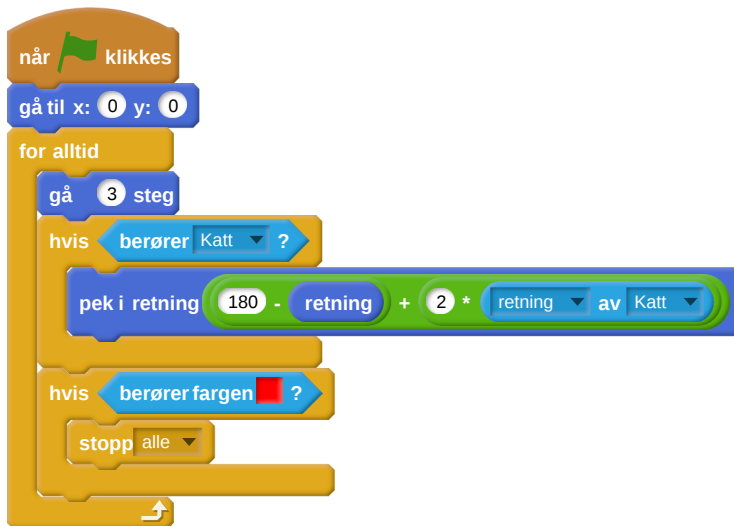 når klikkes
gå til x: 0 y: 0
for alltid
gå 3 steg
hvis berører Katt ?
pek i retning 180 - retning + 2 * retning av Katt
hvis berører fargen ?
stopp alle